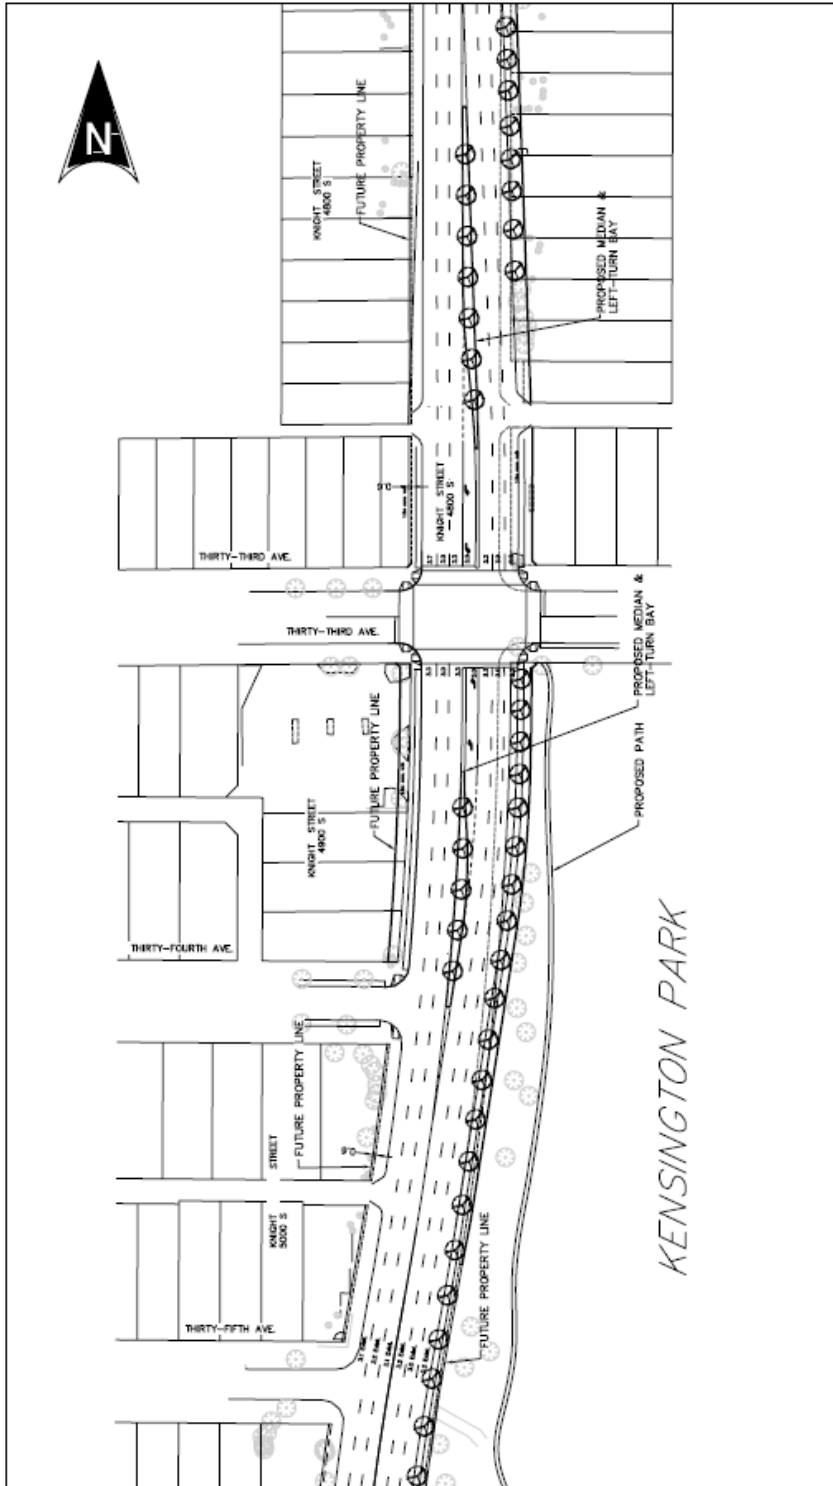 N
KNIGHT STREET
4800 S
FUTURE PROPERTY LINE
PROPOSED MEDIAN &
LEFT-TURN BAY
KNIGHT STREET
4800 S
THIRTY-THIRD AVE.
THIRTY-THIRD AVE.
PROPOSED MEDIAN &
LEFT-TURN BAY
PROPOSED PATH
FUTURE PROPERTY LINE
KNIGHT STREET
4900 S
THIRTY-FOURTH AVE.
KENSINGTON PARK
FUTURE PROPERTY LINE
KNIGHT STREET
5000 S
FUTURE PROPERTY LINE
THIRTY-FIFTH AVE.